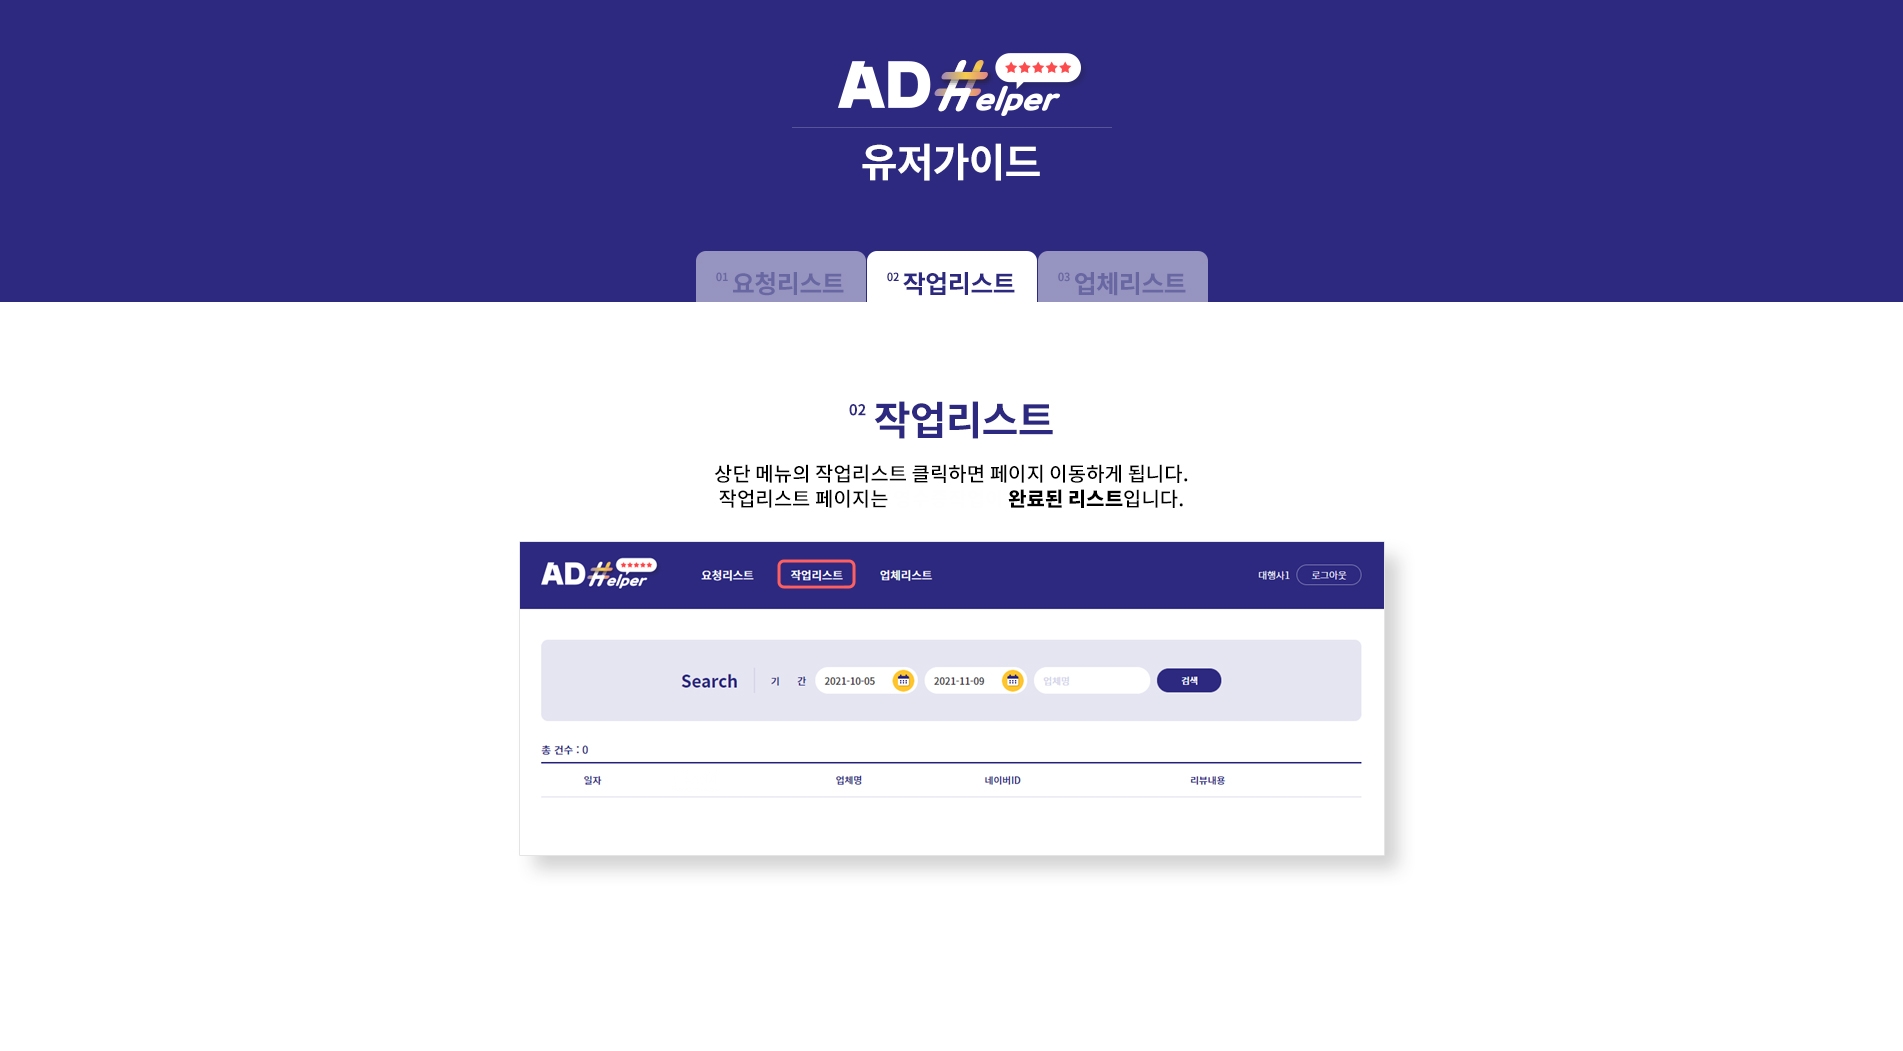 AD Helper
유저가이드
01 요청리스트
02 작업리스트
03 업체리스트
02 작업리스트
상단 메뉴의 작업리스트 클릭하면 페이지 이동하게 됩니다.
작업리스트 페이지는 완료된 리스트입니다.
AD Helper
요청리스트
작업리스트
업체리스트
대행사1
로그아웃
Search
기 간
2021-10-05
2021-11-09
업체명
검색
총 건수 : 0
일자
업체명
네이버ID
리뷰내용